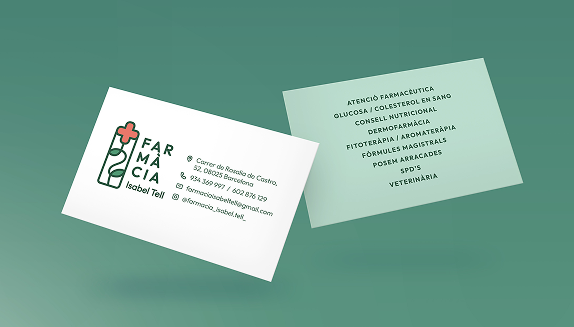 FAR
MÀ
CIA
Isabel Tell
Carrer de Rosalia de Castro,
52, 08025 Barcelona
934 369 997 / 602 876 129
farmaciaisabeltell@gmail.com
@farmacia_isabel.tell_
ATENCIÓ FARMACÈUTICA
GLUCOSA / COLESTEROL EN SANG
CONSELL NUTRICIONAL
DERMOFARMÀCIA
FITOTERÀPIA / AROMATERÀPIA
FÓRMULES MAGISTRALS
POSEM ARRACADES
SPD'S
VETERINÀRIA